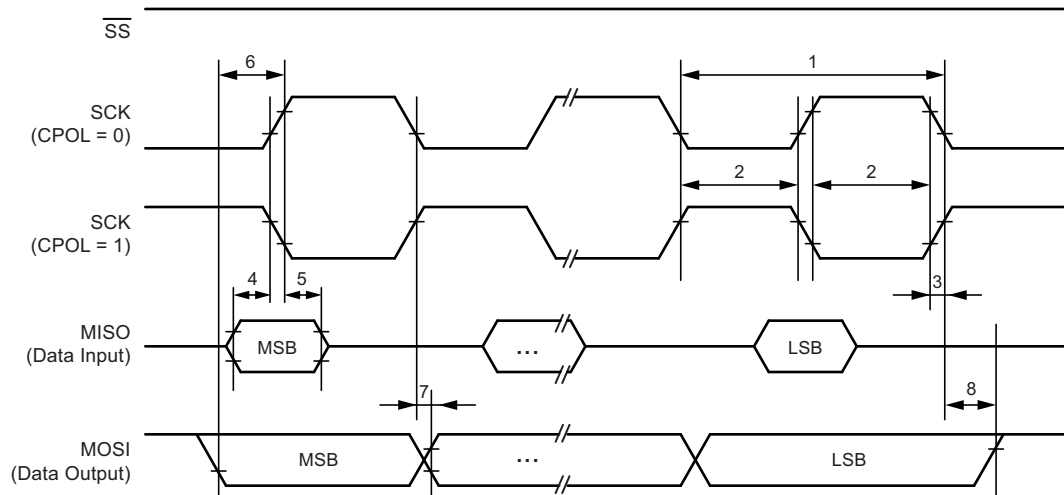 SS
6
1
SCK
(CPOL = 0)
2
2
SCK
(CPOL = 1)
4
5
3
MISO
(Data Input)
MSB
...
LSB
7
8
MOSI
(Data Output)
MSB
...
LSB